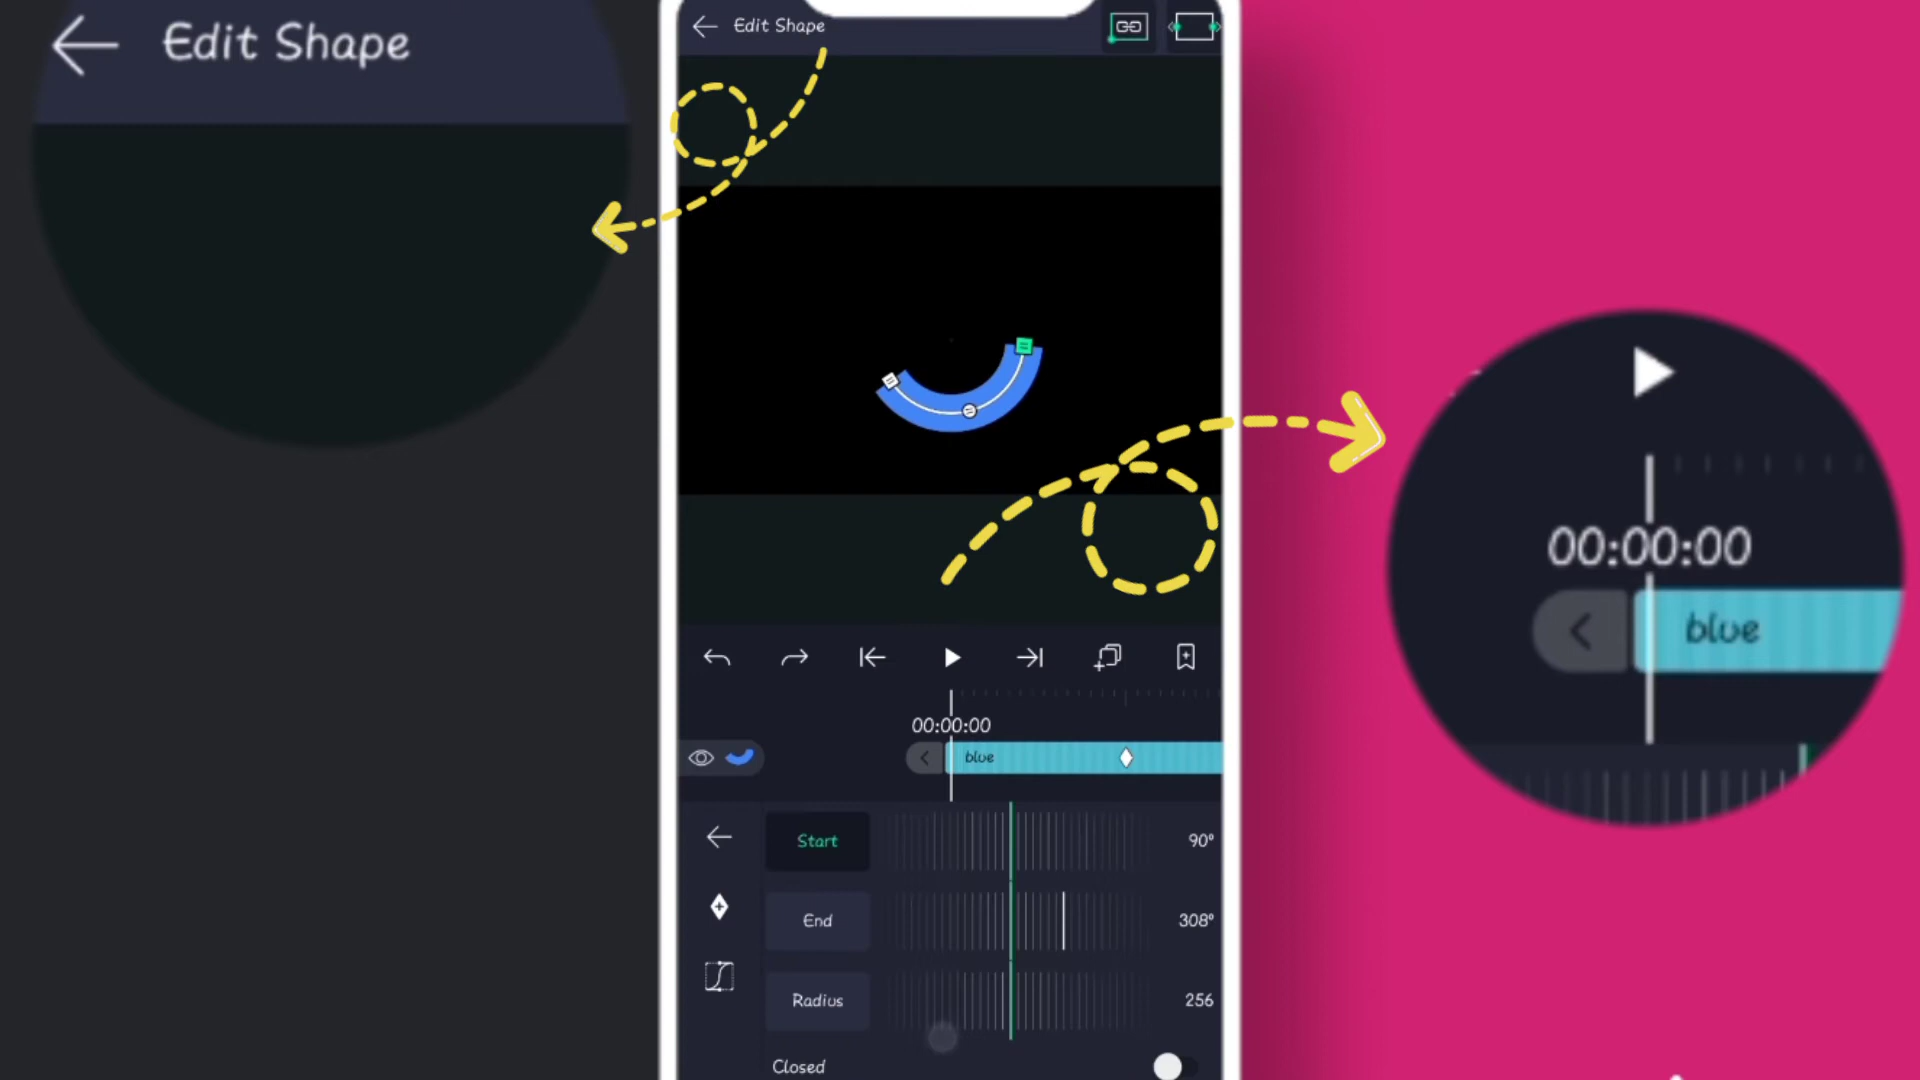 Edit Shape
Edit Shape
00:00:00
blue
00:00:00
blue
Start
90°
End
308°
Radius
256
Closed